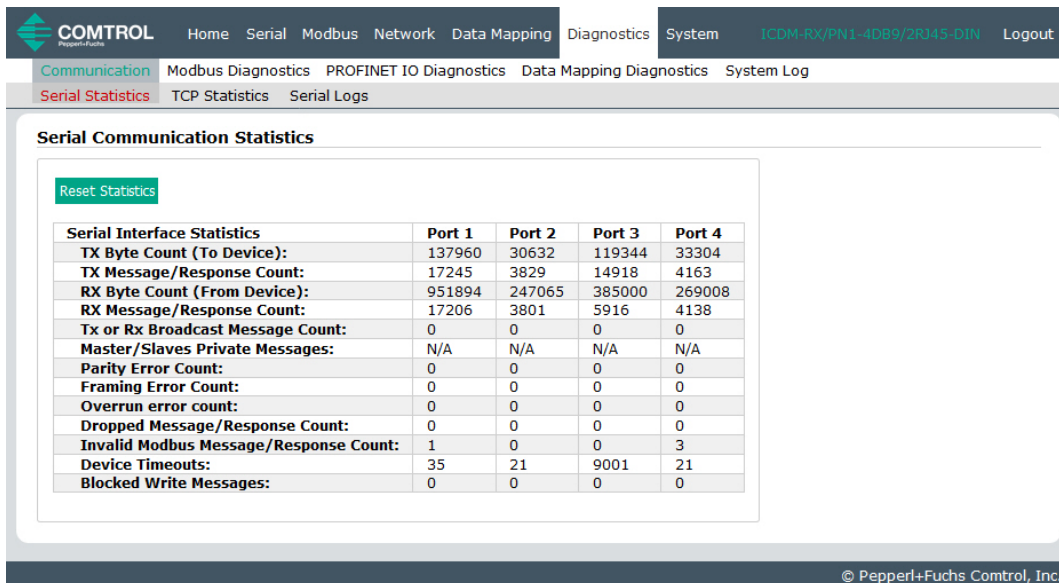 COMTROL
Pepperl+Fuchs
Home Serial Modbus Network Data Mapping Diagnostics System ICDM-RX/PN1-4DB9/2RJ45-DIN Logout
Communication Modbus Diagnostics PROFINET IO Diagnostics Data Mapping Diagnostics System Log
Serial Statistics TCP Statistics Serial Logs
Serial Communication Statistics
Reset Statistics
Serial Interface Statistics Port 1 Port 2 Port 3 Port 4
TX Byte Count (To Device): 137960 30632 119344 33304
TX Message/Response Count: 17245 3829 14918 4163
RX Byte Count (From Device): 951894 247065 385000 269008
RX Message/Response Count: 17206 3801 5916 4138
Tx or Rx Broadcast Message Count: 0 0 0 0
Master/Slaves Private Messages: N/A N/A N/A N/A
Parity Error Count: 0 0 0 0
Framing Error Count: 0 0 0 0
Overrun error count: 0 0 0 0
Dropped Message/Response Count: 0 0 0 0
Invalid Modbus Message/Response Count: 1 0 0 3
Device Timeouts: 35 21 9001 21
Blocked Write Messages: 0 0 0 0
© Pepperl+Fuchs Comtrol, Inc